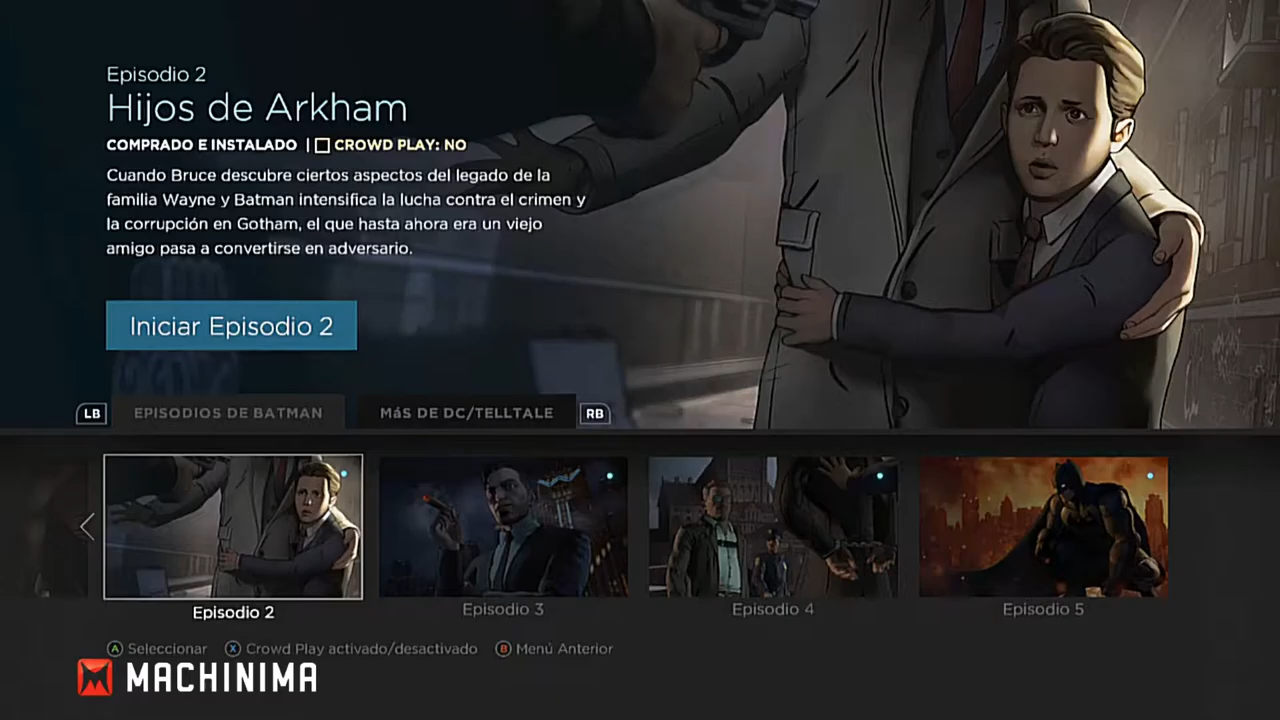 Episodio 2
Hijos de Arkham
COMPRADO E INSTALADO | CROWD PLAY: NO
Cuando Bruce descubre ciertos aspectos del legado de la
familia Wayne y Batman intensifica la lucha contra el crimen y
la corrupción en Gotham, el que hasta ahora era un viejo
amigo pasa a convertirse en adversario.
Iniciar Episodio 2
LB EPISODIOS DE BATMAN MáS DE DC/TELLTALE RB
Episodio 2 Episodio 3 Episodio 4 Episodio 5
A Seleccionar X Crowd Play activado/desactivado B Menú Anterior
MACHINIMA